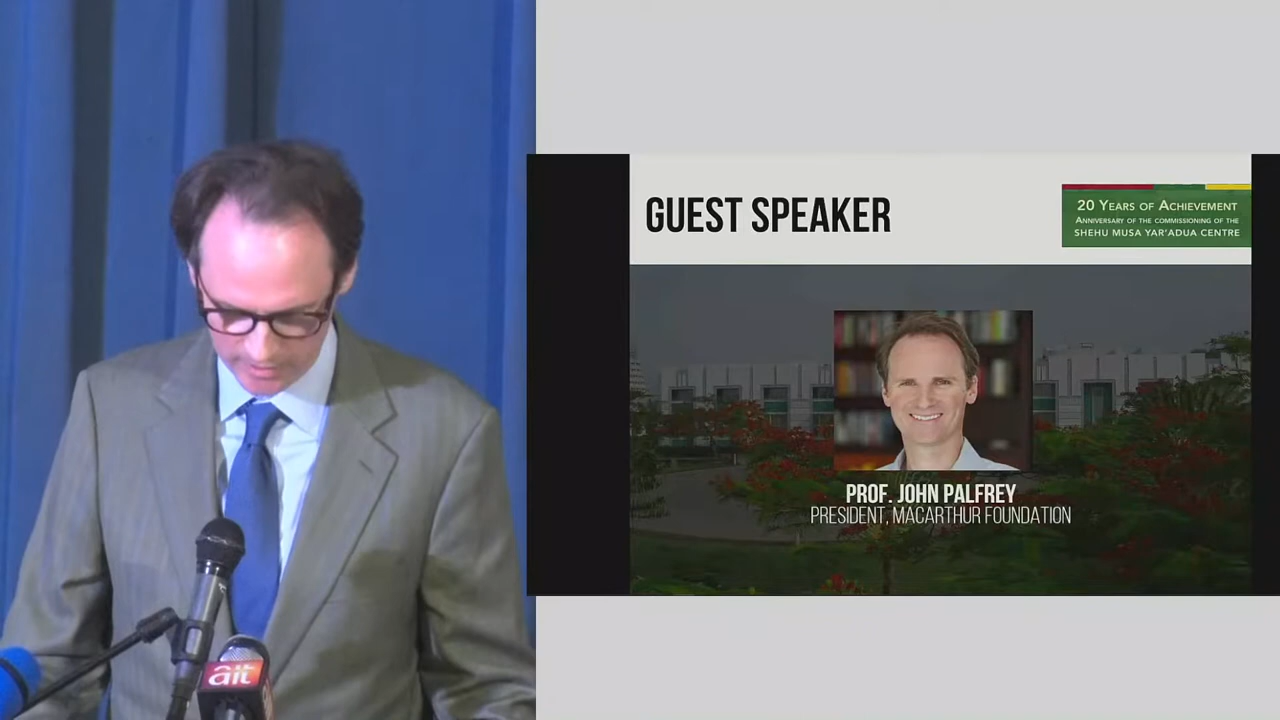 GUEST SPEAKER
20 YEARS OF ACHIEVEMENT
ANNIVERSARY OF THE COMMISSIONING OF THE
SHEHU MUSA YAR'ADUA CENTRE
PROF. JOHN PALFREY
PRESIDENT, MACARTHUR FOUNDATION
ait